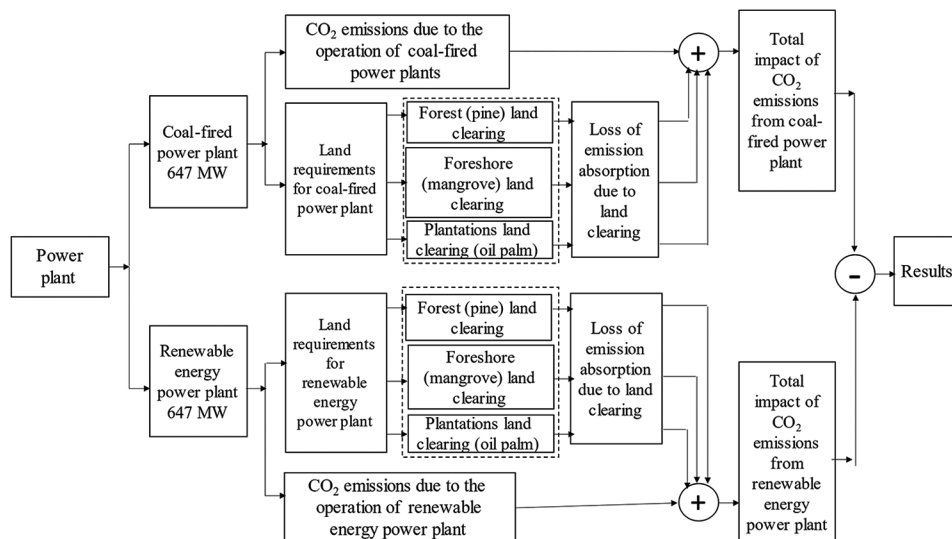 CO₂ emissions due to the
operation of coal-fired
power plants
+
Total
impact of
CO₂
emissions
from coal-
fired power
plant
Coal-fired
power plant
647 MW
Land
requirements
for coal-fired
power plant
Forest (pine) land
clearing
Foreshore
(mangrove) land
clearing
Plantations land
clearing (oil palm)
Loss of
emission
absorption
due to
land
clearing
Power
plant
-
Results
Renewable
energy
power plant
647 MW
Land
requirements
for
renewable
energy
power plant
Forest (pine) land
clearing
Foreshore
(mangrove) land
clearing
Plantations land
clearing (oil palm)
Loss of
emission
absorption
due to land
clearing
Total
impact of
CO₂
emissions
from
renewable
energy
power plant
CO₂ emissions due to the
operation of renewable
energy power plant
+